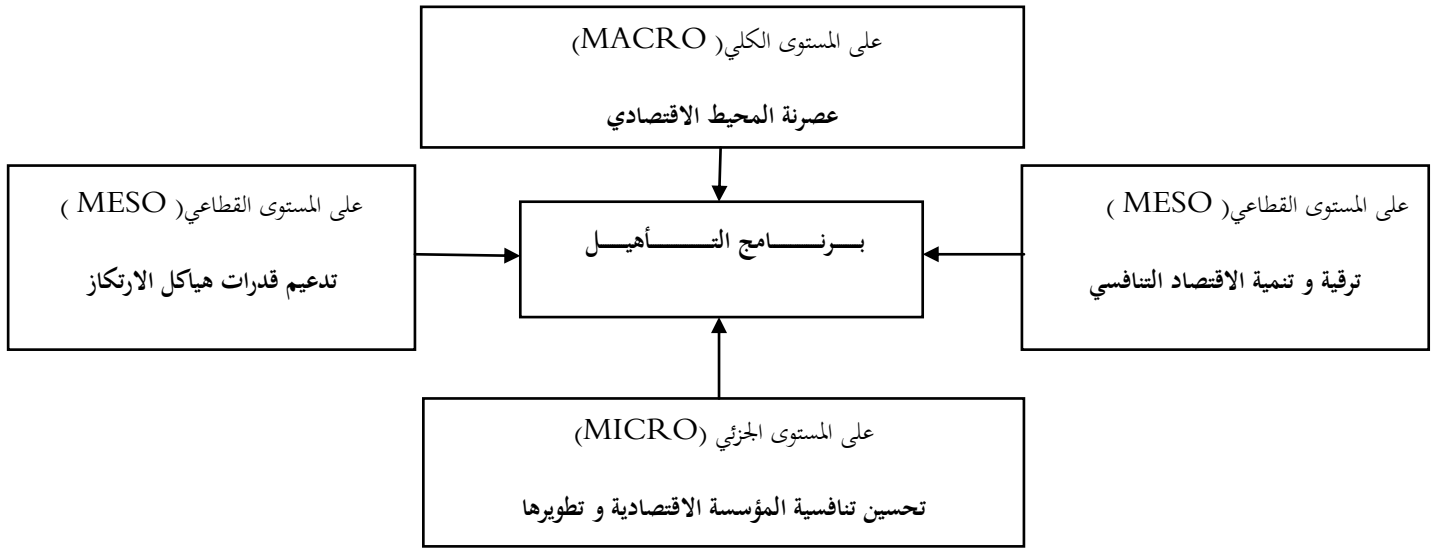 على المستوى الكلي( MACRO)
عصرنة المحيط الاقتصادي
على المستوى القطاعي( MESO )
ترقية و تنمية الاقتصاد التنافسي
برنامج التأهيل
على المستوى القطاعي( MESO )
تدعيم قدرات هياكل الارتكاز
على المستوى الجزئي (MICRO)
تحسين تنافسية المؤسسة الاقتصادية و تطويرها